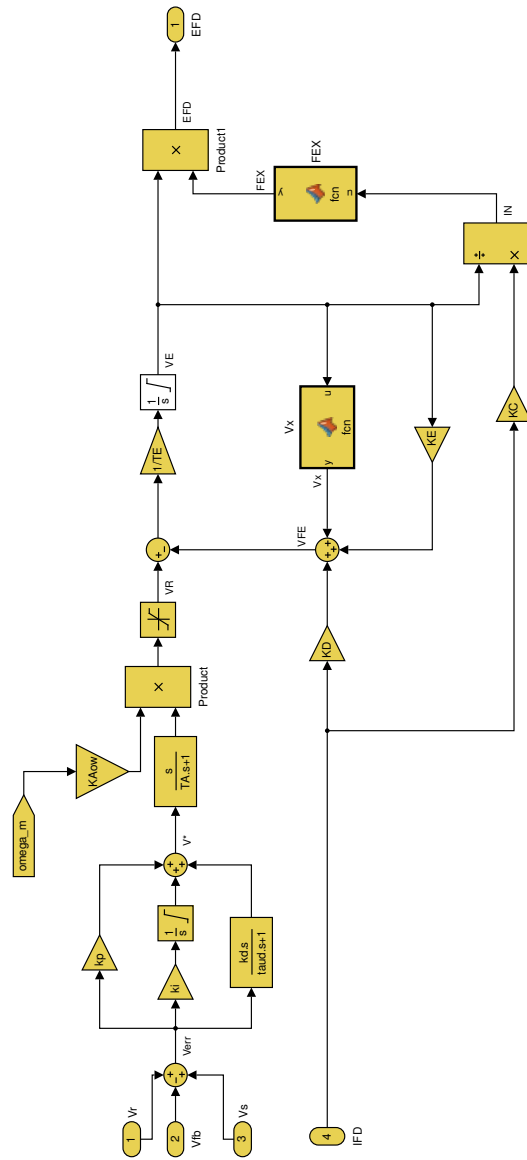 1
Vr
2
Vfb
3
Vs
+
−
+
Verr
kp
ki
1
s
kd.s
taud.s+1
+
+
+
V*
omega_m
KAow
s
TA.s+1
×
Product
VR
+
−
1/TE
1
s
VE
×
Product1
EFD
1
EFD
VFE
+
+
+
Vx
Vx
y
fcn
u
KE
FEX
FEX
y
fcn
u
IN
÷
×
KD
KC
4
IFD